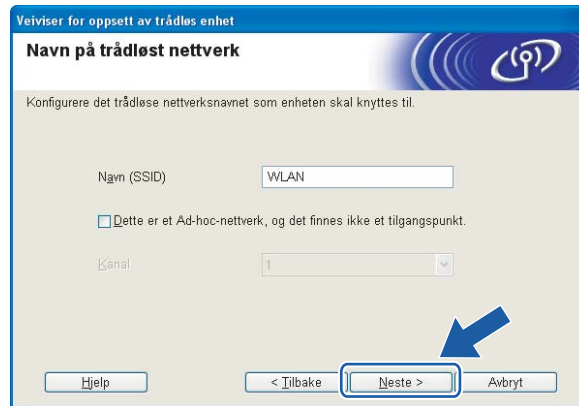 Veiviser for oppsett av trådløs enhet
Navn på trådløst nettverk
Konfigurere det trådløse nettverksnavnet som enheten skal knyttes til.
Navn (SSID) WLAN
Dette er et Ad-hoc-nettverk, og det finnes ikke et tilgangspunkt.
Kanal 1
Hjelp < Tilbake Neste > Avbryt